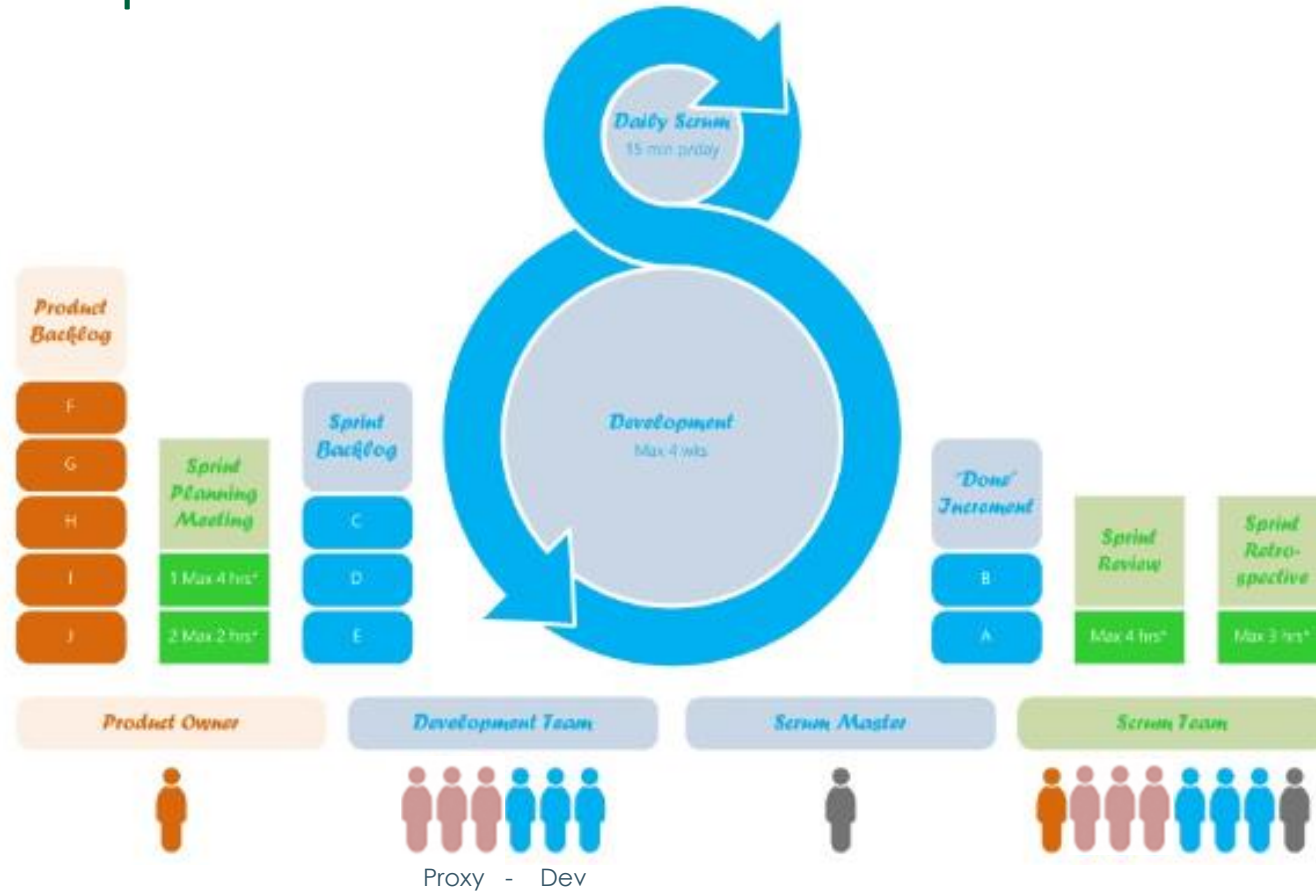 Daily Scrum
15 min p/day
Product
Backlog
F
G
H
I
J
Sprint
Planning
Meeting
1 Max 4 hrs*
2 Max 2 hrs*
Sprint
Backlog
C
D
E
Development
Max 4 wks
"Done"
Increment
B
A
Sprint
Review
Max 4 hrs*
Sprint
Retro-
spective
Max 3 hrs*
Product Owner
Development Team
Scrum Master
Scrum Team
Proxy - Dev